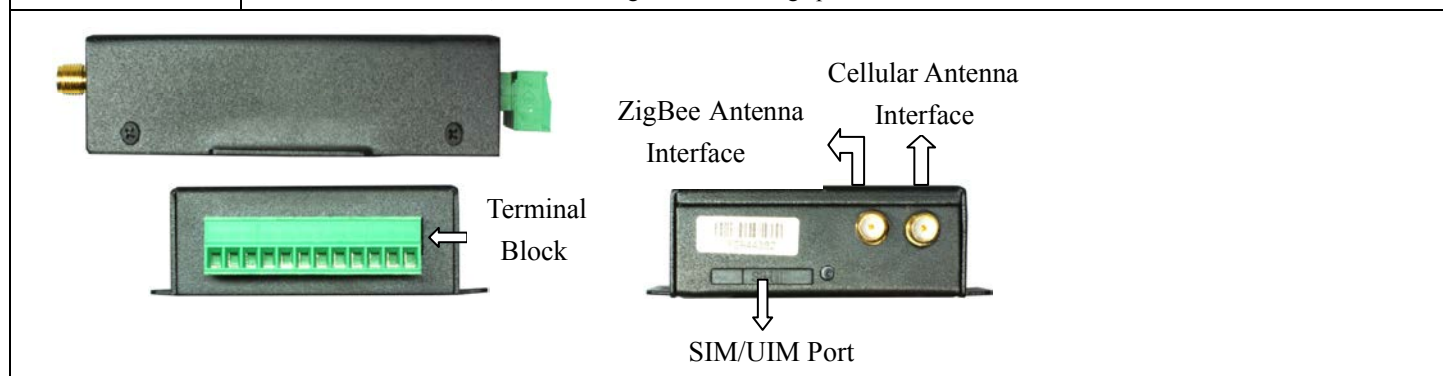 ZigBee Antenna
Interface
Cellular Antenna
Interface
Terminal
Block
SIM/UIM Port